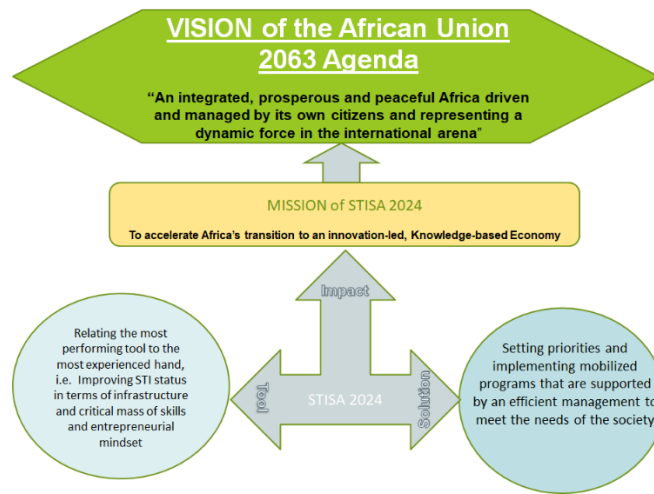 VISION of the African Union
2063 Agenda
“An integrated, prosperous and peaceful Africa driven
and managed by its own citizens and representing a
dynamic force in the international arena”
MISSION of STISA 2024
To accelerate Africa’s transition to an innovation-led, Knowledge-based Economy
Impact
Relating the most
performing tool to the
most experienced hand,
i.e. Improving STI status
in terms of infrastructure
and critical mass of skills
and entrepreneurial
mindset
Tool
STISA 2024
Solution
Setting priorities and
implementing mobilized
programs that are supported
by an efficient management to
meet the needs of the society